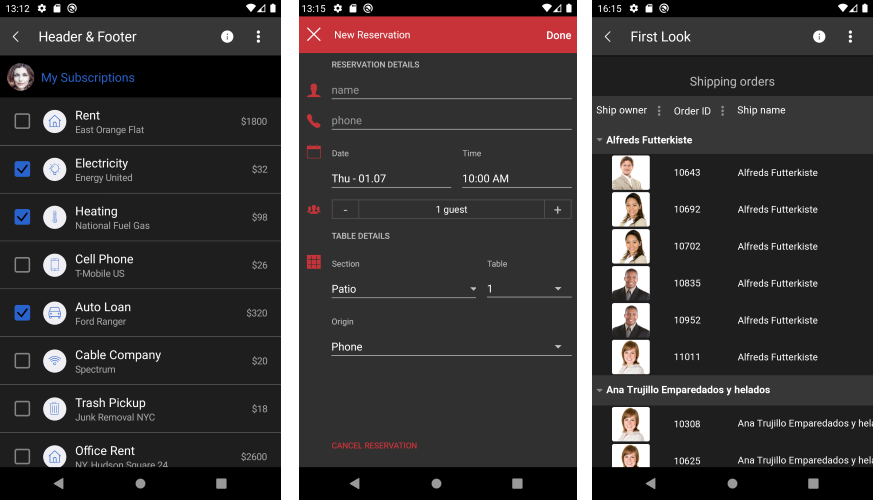 13:12
Header & Footer
My Subscriptions
Rent
East Orange Flat
$1800
Electricity
Energy United
$32
Heating
National Fuel Gas
$98
Cell Phone
T-Mobile US
$26
Auto Loan
Ford Ranger
$320
Cable Company
Spectrum
$20
Trash Pickup
Junk Removal NYC
$18
Office Rent
NY, Hudson Square 24
$2600
13:15
New Reservation
Done
RESERVATION DETAILS
name
phone
Date
Time
Thu - 01.07
10:00 AM
- 1 guest +
TABLE DETAILS
Section
Table
Patio
1
Origin
Phone
CANCEL RESERVATION
16:15
First Look
Shipping orders
Ship owner Order ID Ship name
Alfreds Futterkiste
10643 Alfreds Futterkiste
10692 Alfreds Futterkiste
10702 Alfreds Futterkiste
10835 Alfreds Futterkiste
10952 Alfreds Futterkiste
11011 Alfreds Futterkiste
Ana Trujillo Emparedados y helados
10308 Ana Trujillo Emparedados y hela
10625 Ana Trujillo Emparedados y hela